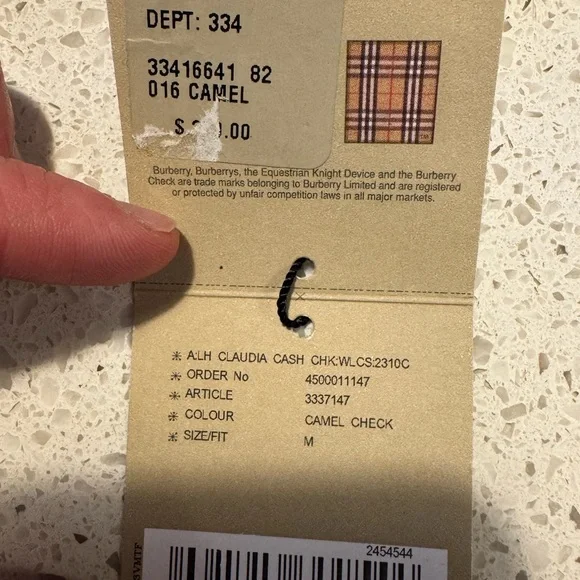 DEPT: 334
33416641 82
016 CAMEL
Burberry, Burberrys, the Equestrian Knight Device and the Burberry
Check are trade marks belonging to Burberry Limited and are registered
or protected by unfair competition laws in all major markets.
✳ A:LH CLAUDIA CASH CHK:WLCS:2310C
✳ ORDER No 4500011147
✳ ARTICLE 3337147
✳ COLOUR CAMEL CHECK
✳ SIZE/FIT M
2454544